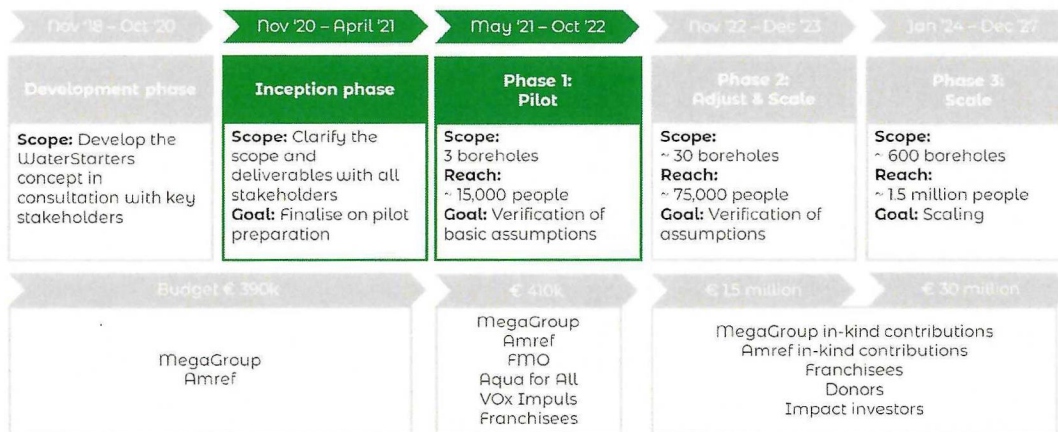 Nov '18 – Oct '20
Nov '20 – April '21
May '21 – Oct '22
Nov '22 – Dec '23
Jan '24 – Dec '27
Development phase
Inception phase
Phase 1:
Pilot
Phase 2:
Adjust & Scale
Phase 3:
Scale
Scope: Develop the
WaterStarters
concept in
consultation with key
stakeholders
Scope: Clarify the
scope and
deliverables with all
stakeholders
Goal: Finalise on pilot
preparation
Scope:
3 boreholes
Reach:
~ 15,000 people
Goal: Verification of
basic assumptions
Scope:
~ 30 boreholes
Reach:
~ 75,000 people
Goal: Verification of
assumptions
Scope:
~ 600 boreholes
Reach:
~ 1.5 million people
Goal: Scaling
Budget € 390k
€ 410k
€ 1.5 million
€ 30 million
MegaGroup
Amref
MegaGroup
Amref
FMO
Aqua for All
VOx Impuls
Franchisees
MegaGroup in-kind contributions
Amref in-kind contributions
Franchisees
Donors
Impact investors